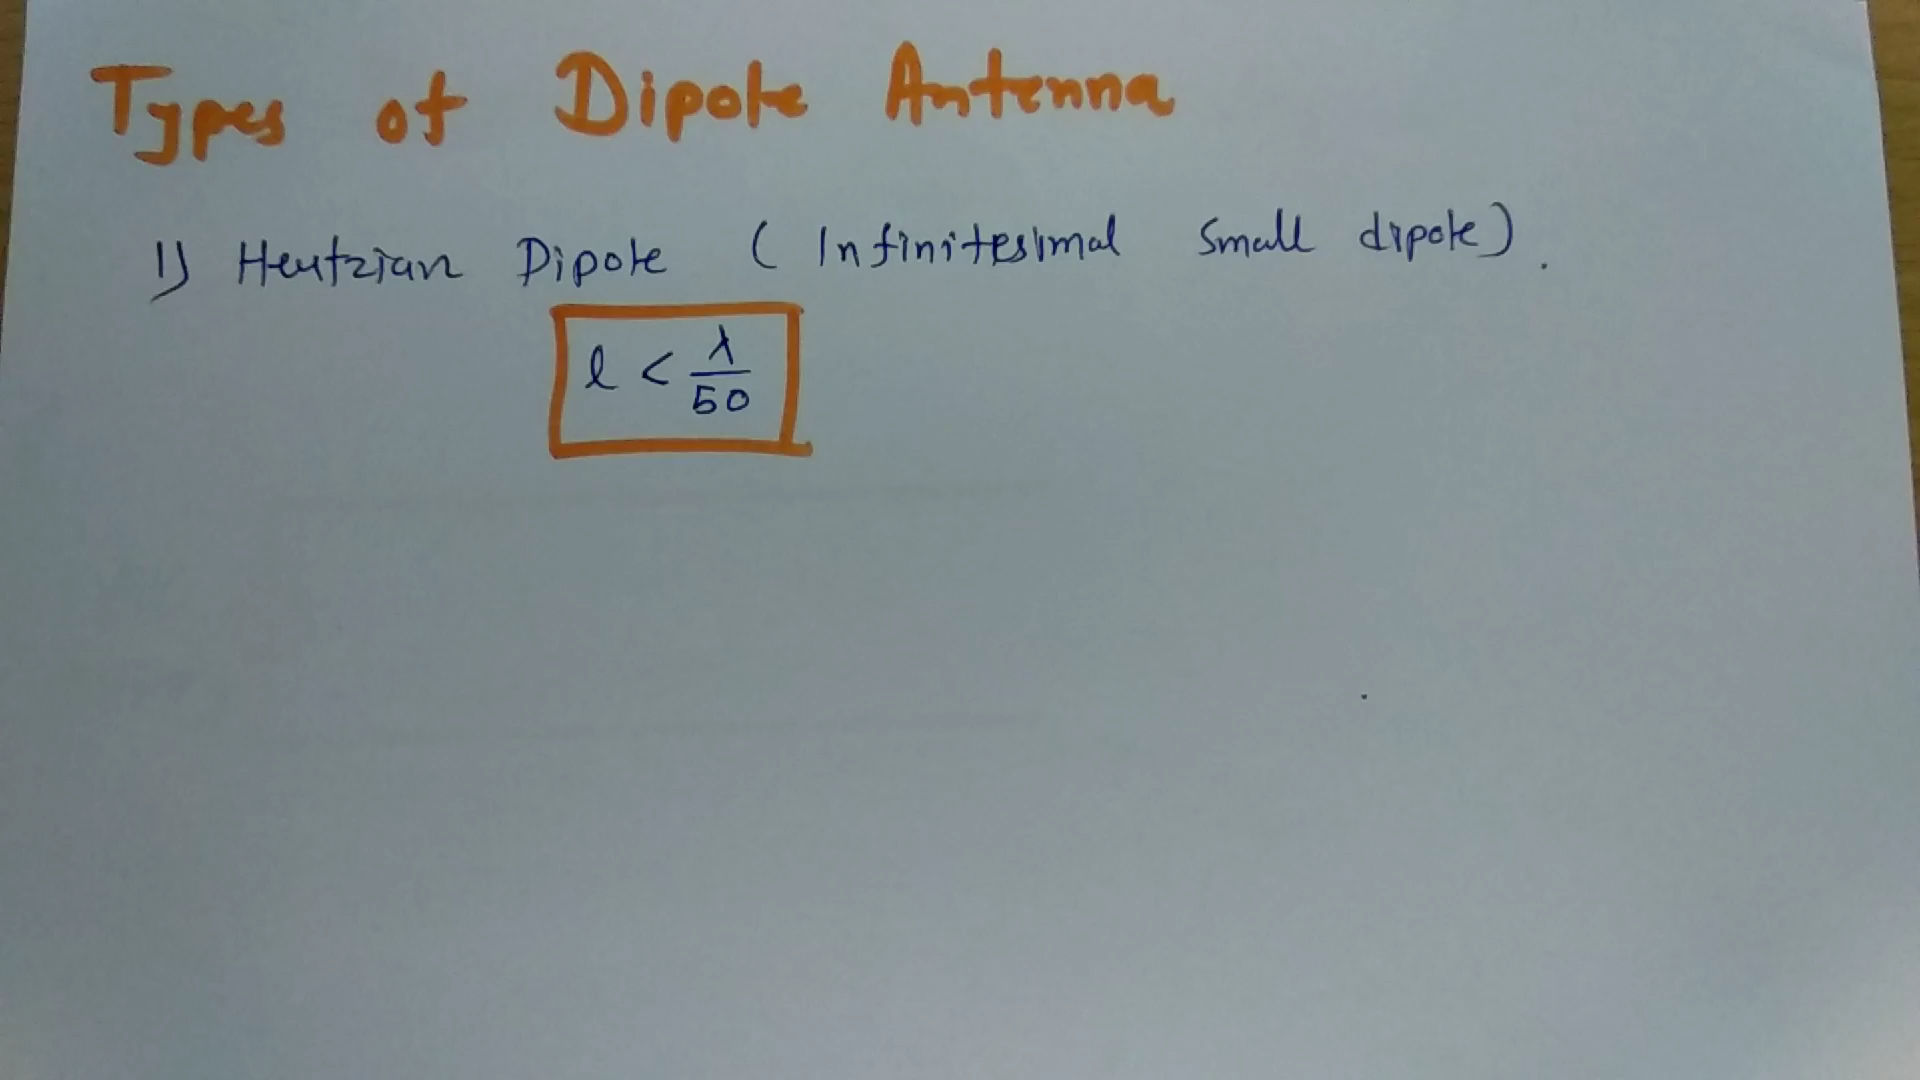 Types of Dipole Antenna
1) Hertzian Dipole ( Infinitesimal Small dipole).
l < λ/50